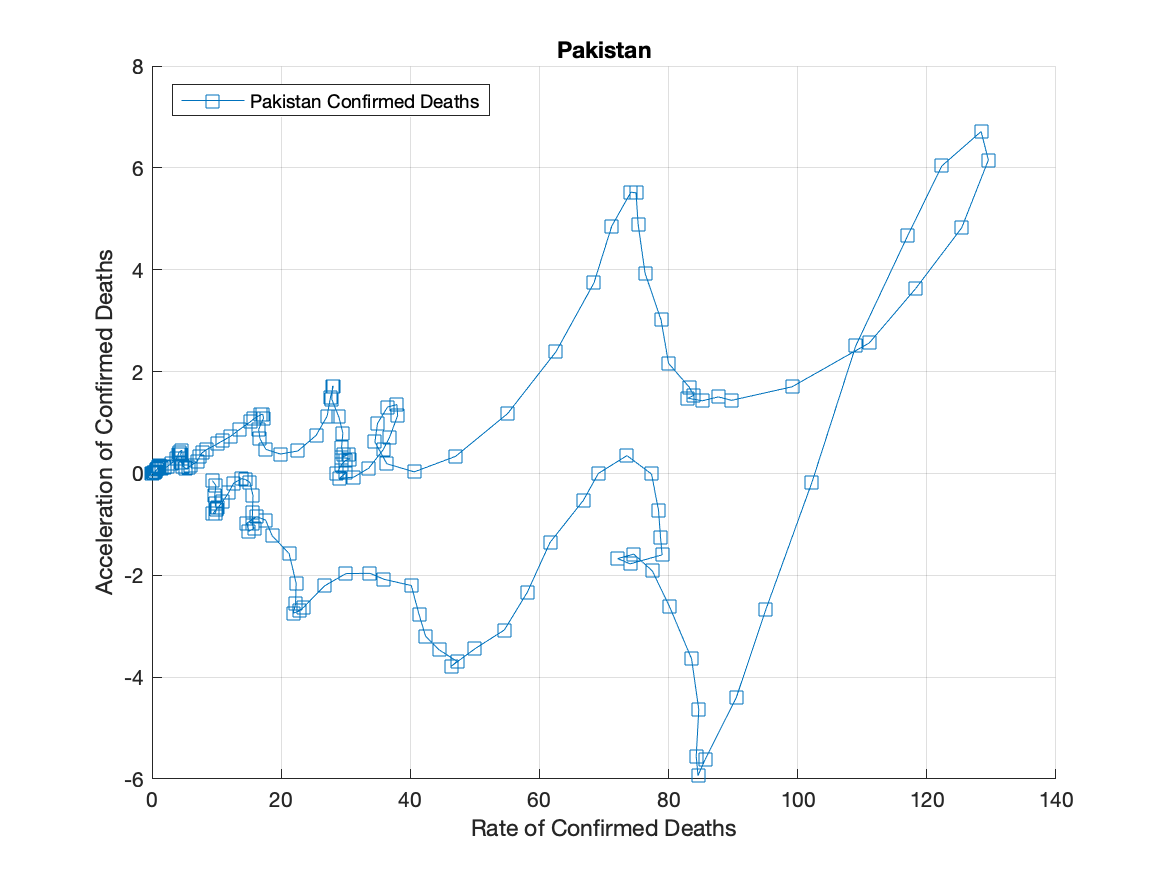 Pakistan
8
Pakistan Confirmed Deaths
6
4
2
0
-2
-4
-6
Acceleration of Confirmed Deaths
0 20 40 60 80 100 120 140
Rate of Confirmed Deaths